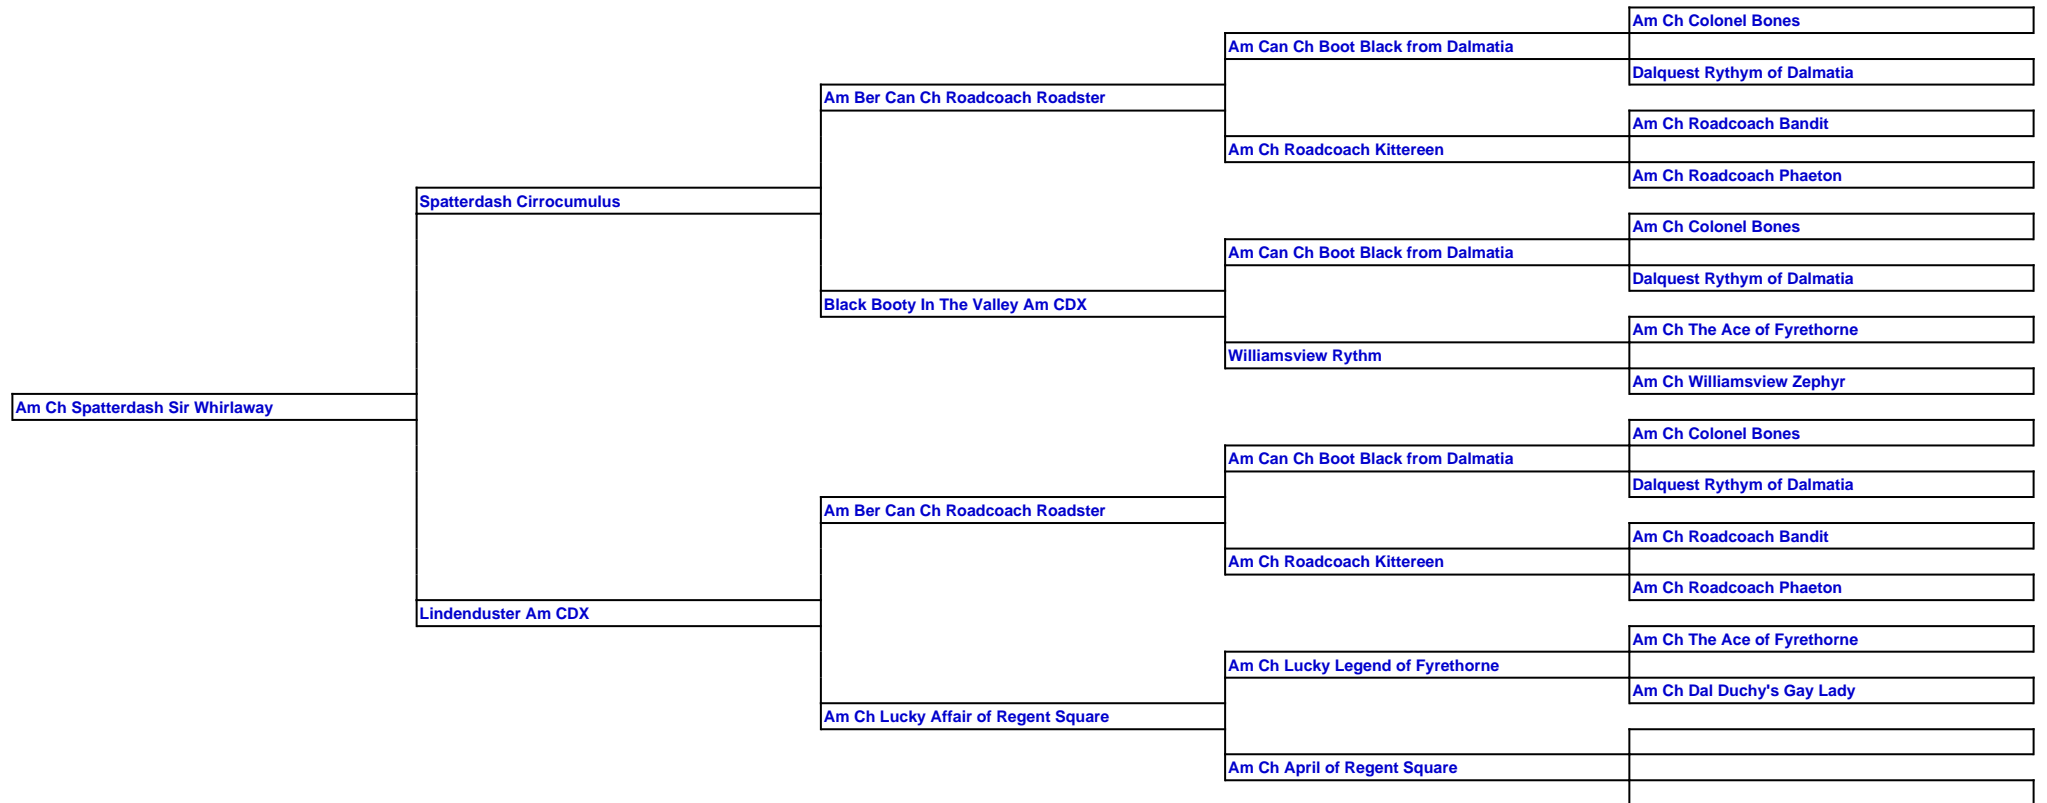 Am Ch Colonel Bones
Am Can Ch Boot Black from Dalmatia
Dalquest Rythym of Dalmatia
Am Ber Can Ch Roadcoach Roadster
Am Ch Roadcoach Bandit
Am Ch Roadcoach Kittereen
Am Ch Roadcoach Phaeton
Spatterdash Cirrocumulus
Am Ch Colonel Bones
Am Can Ch Boot Black from Dalmatia
Dalquest Rythym of Dalmatia
Black Booty In The Valley Am CDX
Am Ch The Ace of Fyrethorne
Williamsview Rythm
Am Ch Williamsview Zephyr
Am Ch Spatterdash Sir Whirlaway
Am Ch Colonel Bones
Am Can Ch Boot Black from Dalmatia
Dalquest Rythym of Dalmatia
Am Ber Can Ch Roadcoach Roadster
Am Ch Roadcoach Bandit
Am Ch Roadcoach Kittereen
Am Ch Roadcoach Phaeton
Lindenduster Am CDX
Am Ch The Ace of Fyrethorne
Am Ch Lucky Legend of Fyrethorne
Am Ch Dal Duchy's Gay Lady
Am Ch Lucky Affair of Regent Square
Am Ch April of Regent Square